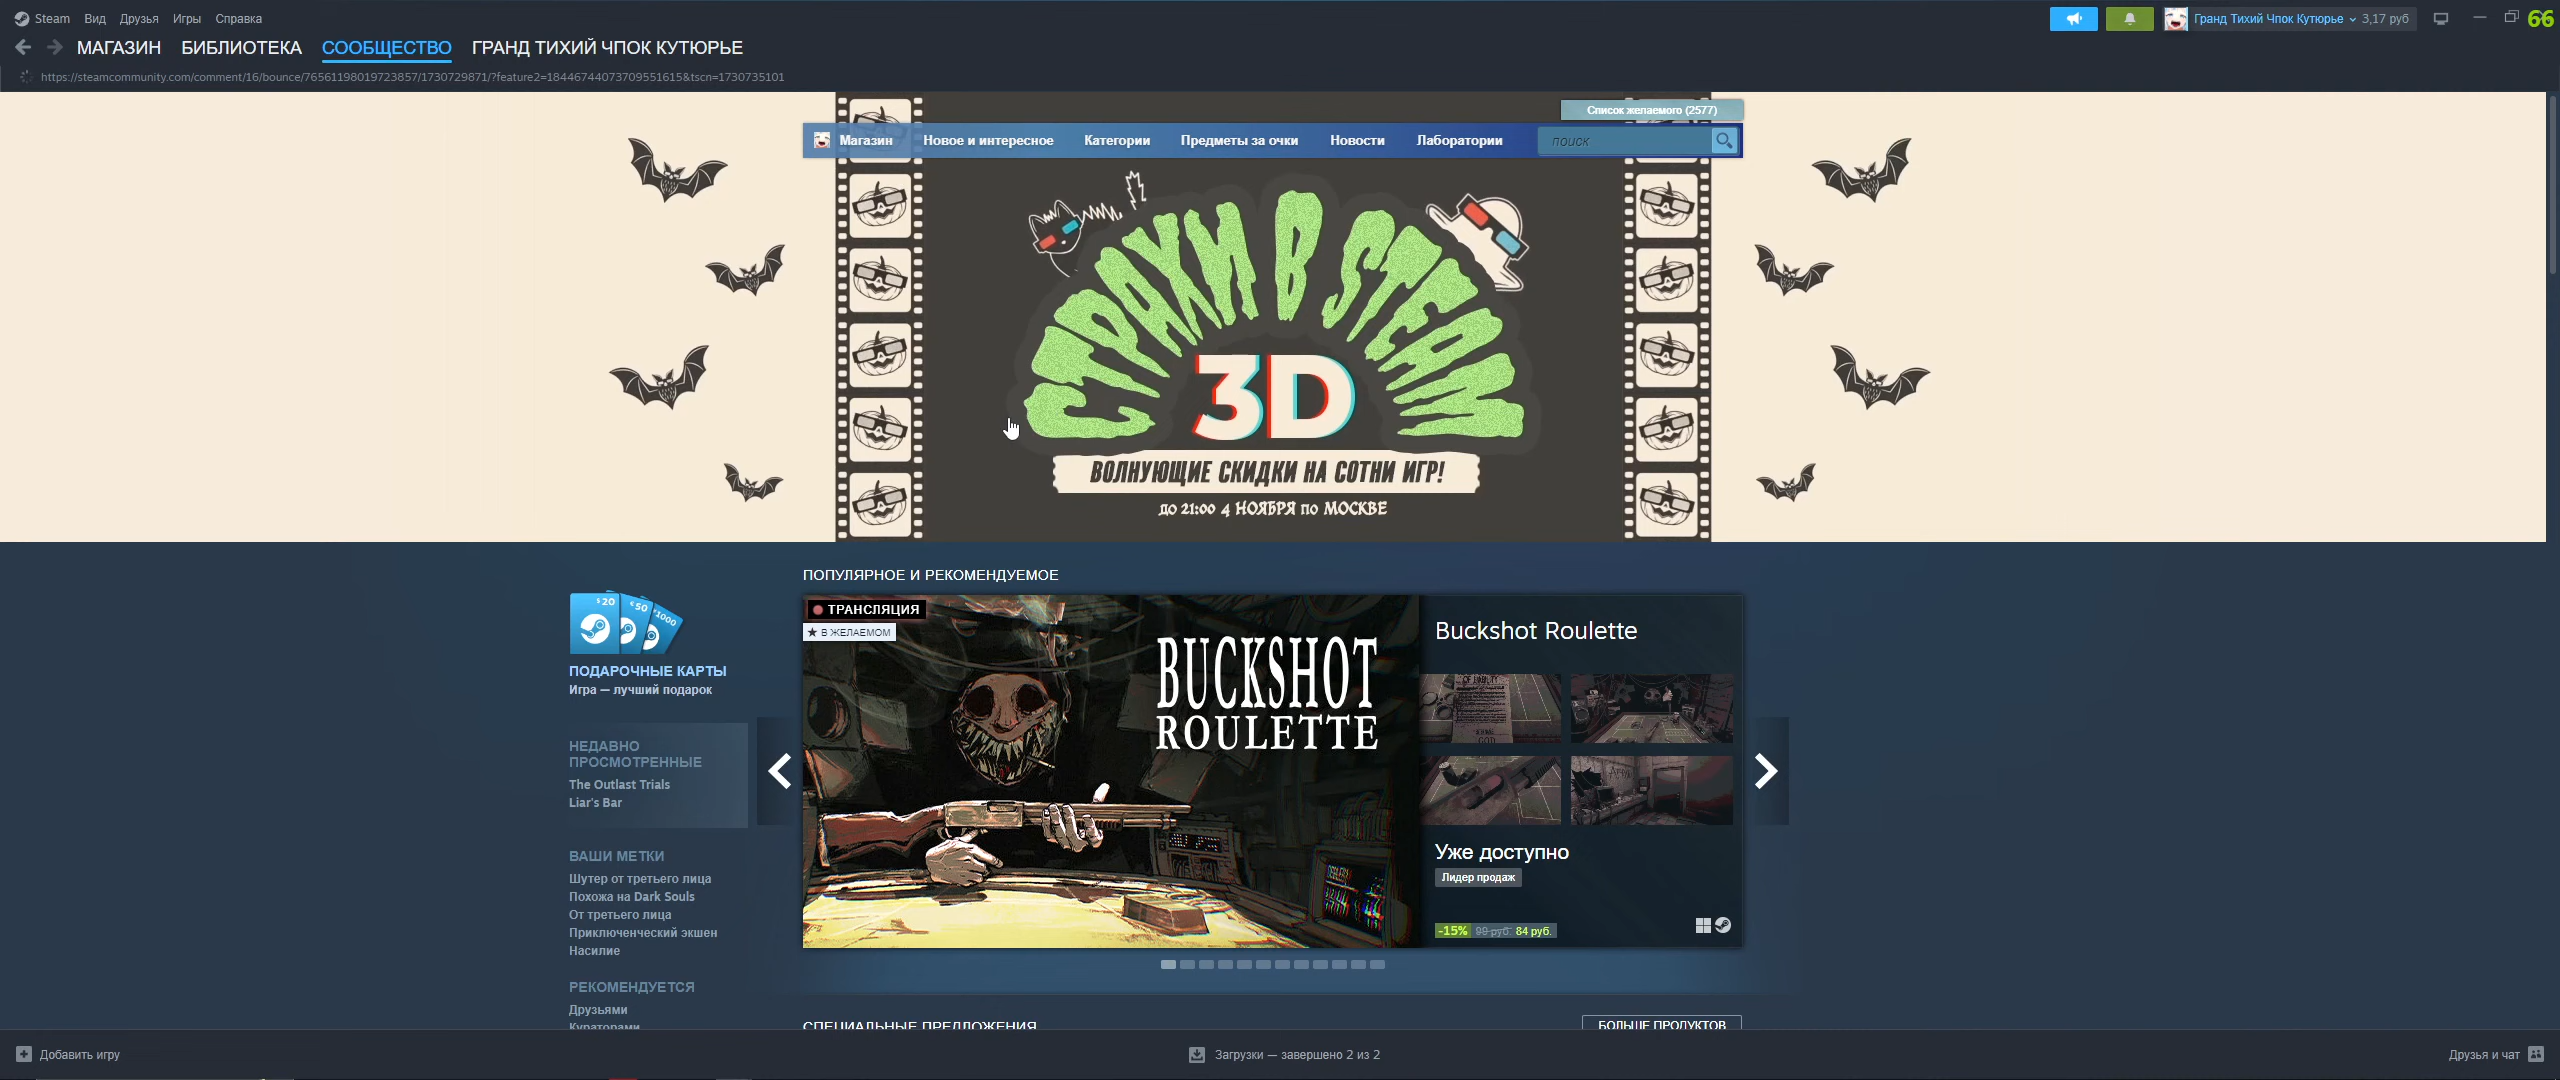 Steam Вид Друзья Игры Справка
Гранд Тихий Чпок Кутюрье 3,17 руб
66
МАГАЗИН БИБЛИОТЕКА СООБЩЕСТВО ГРАНД ТИХИЙ ЧПОК КУТЮРЬЕ
https://steamcommunity.com/comment/16/bounce/76561198019723857/1730729871/?feature2=18446744073709551615&tscn=1730735101
Список желаемого (2577)
Магазин Новое и интересное Категории Предметы за очки Новости Лаборатории поиск
СТРАХИ В STEAM
3D
ВОЛНУЮЩИЕ СКИДКИ НА СОТНИ ИГР!
до 21:00 4 НОЯБРЯ по МОСКВЕ
$20 €50 ¥1000
ПОДАРОЧНЫЕ КАРТЫ
Игра — лучший подарок
НЕДАВНО
ПРОСМОТРЕННЫЕ
The Outlast Trials
Liar's Bar
ВАШИ МЕТКИ
Шутер от третьего лица
Похожа на Dark Souls
От третьего лица
Приключенческий экшен
Насилие
РЕКОМЕНДУЕТСЯ
Друзьями
Кураторами
ПОПУЛЯРНОЕ И РЕКОМЕНДУЕМОЕ
ТРАНСЛЯЦИЯ
В ЖЕЛАЕМОМ
BUCKSHOT
ROULETTE
Buckshot Roulette
Уже доступно
Лидер продаж
-15% 99 руб. 84 руб.
СПЕЦИАЛЬНЫЕ ПРЕДЛОЖЕНИЯ
БОЛЬШЕ ПРОДУКТОВ
Добавить игру
Загрузки — завершено 2 из 2
Друзья и чат